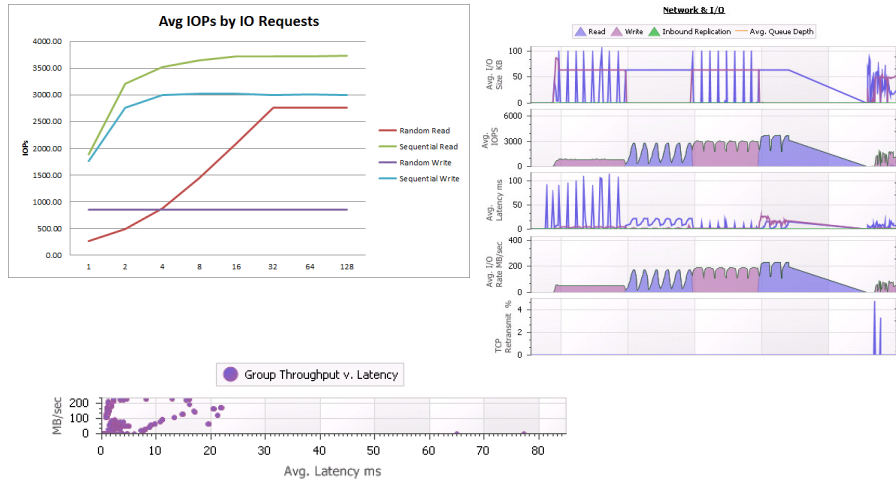 Avg IOPs by IO Requests
4000.00
3500.00
3000.00
2500.00
2000.00
1500.00
1000.00
500.00
0.00
IOPs
1 2 4 8 16 32 64 128
Random Read
Sequential Read
Random Write
Sequential Write
Network & I/O
Read Write Inbound Replication Avg. Queue Depth
Avg. I/O
Size KB
100
50
0
Avg.
IOPS
6000
3000
0
Avg.
Latency ms
100
50
0
Avg. I/O
Rate MB/sec
400
200
0
TCP
Retransmit %
4
2
0
Group Throughput v. Latency
MB/sec
200
100
0
0 10 20 30 40 50 60 70 80
Avg. Latency ms